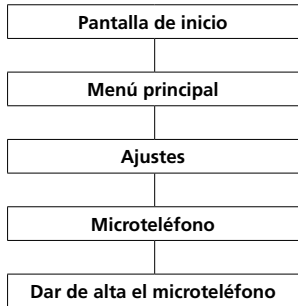 Pantalla de inicio
Menú principal
Ajustes
Microteléfono
Dar de alta el microteléfono